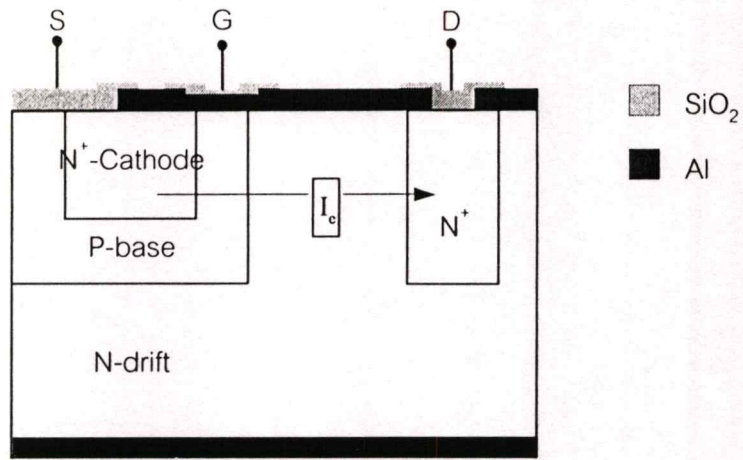 S G D
SiO2
Al
N+-Cathode
Ic
N+
P-base
N-drift